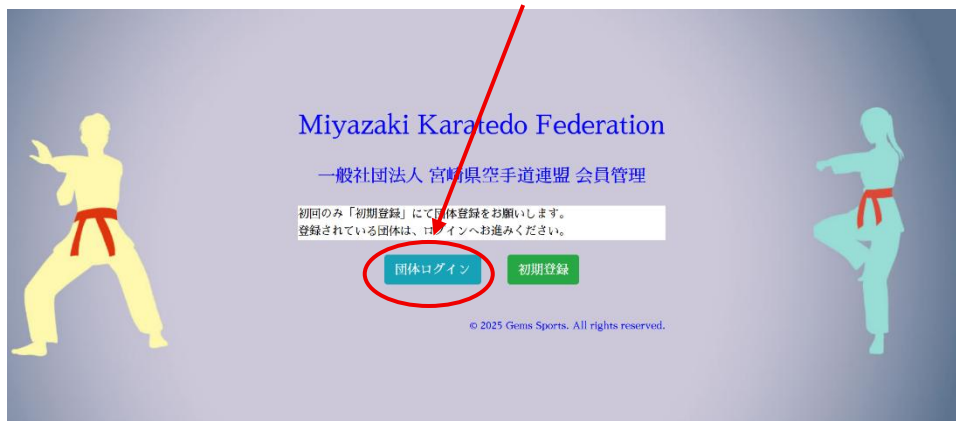 Miyazaki Karatedo Federation
一般社団法人 宮崎県空手道連盟 会員管理
初回のみ「初期登録」にて団体登録をお願いします。
登録されている団体は、ログインへお進みください。
団体ログイン 初期登録
© 2025 Gems Sports. All rights reserved.